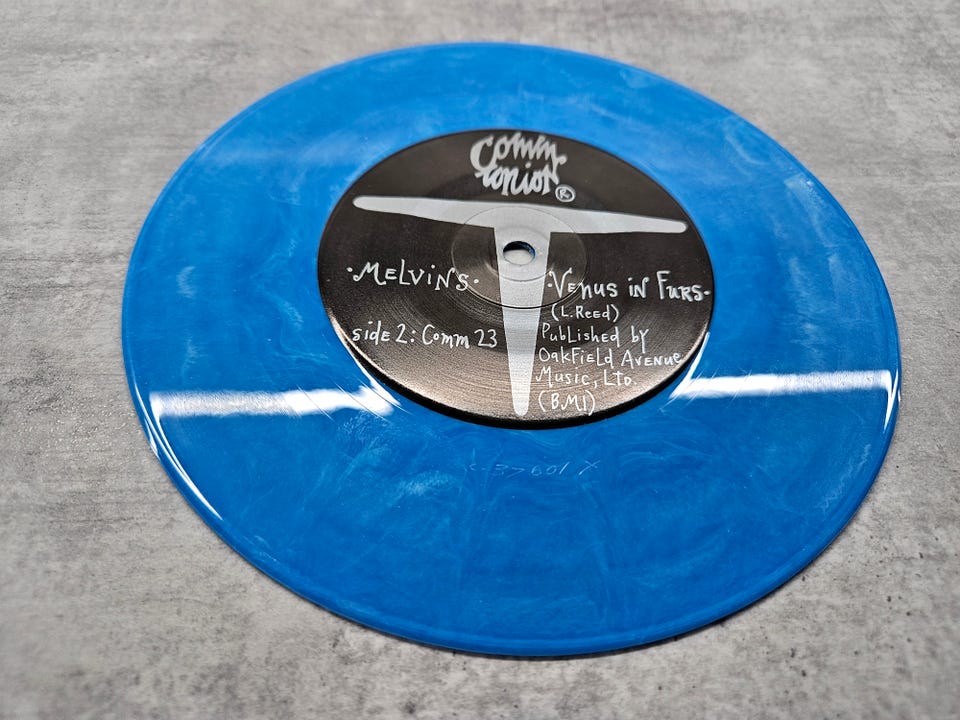 Comm
union ®
·MELVINS·
side 2: Comm 23
·Venus in Furs·
(L. Reed)
Published by
Oakfield Avenue
Music, Ltd.
(B.M.I)